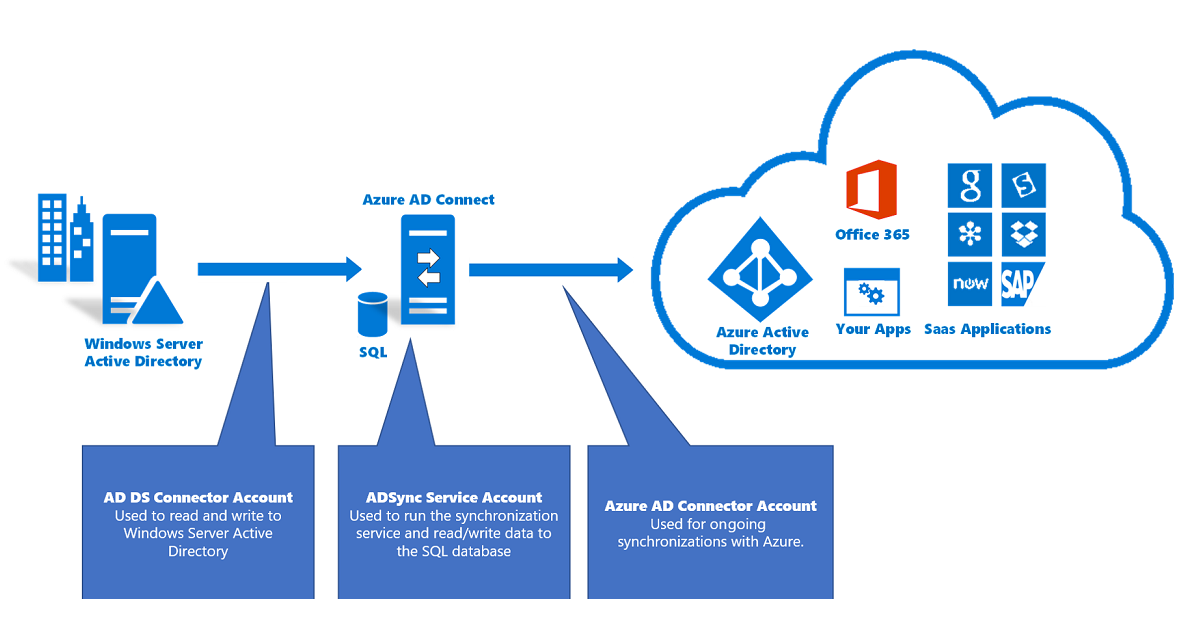 Azure AD Connect
Office 365
g
S
now
SAP
Windows Server
Active Directory
SQL
Azure Active
Directory
Your Apps
Saas Applications
AD DS Connector Account
Used to read and write to
Windows Server Active
Directory
ADSync Service Account
Used to run the synchronization
service and read/write data to
the SQL database
Azure AD Connector Account
Used for ongoing
synchronizations with Azure.